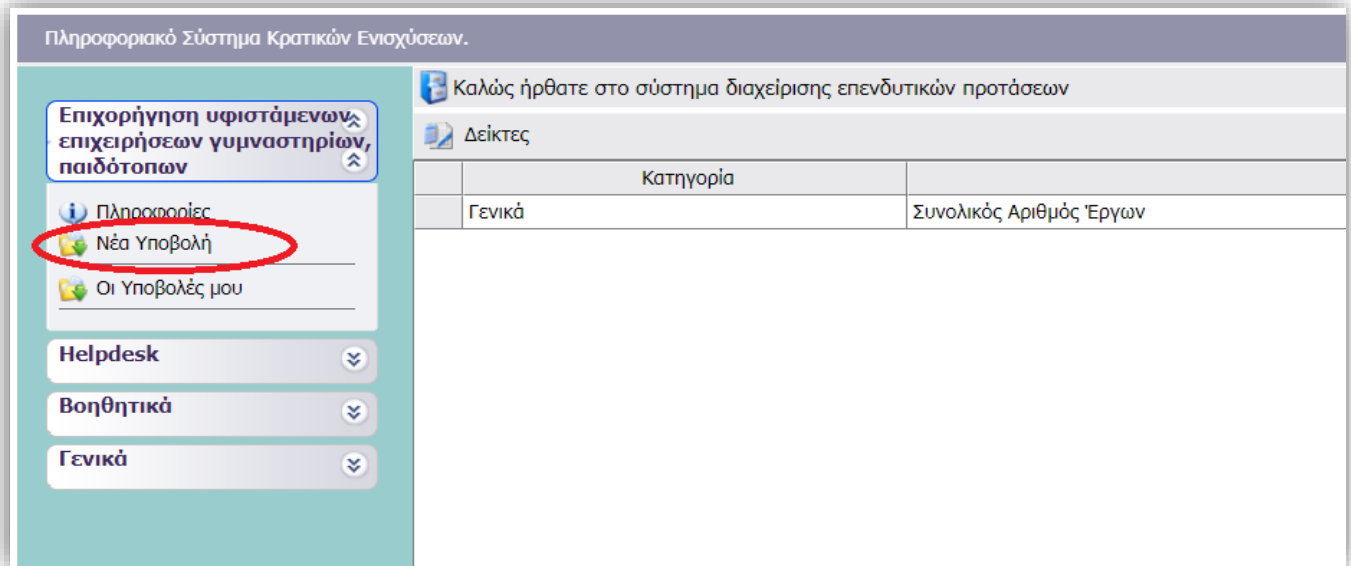 Πληροφοριακό Σύστημα Κρατικών Ενισχύσεων.
Επιχορήγηση υφιστάμενων
επιχειρήσεων γυμναστηρίων,
παιδότοπων
Πληροφορίες
Νέα Υποβολή
Οι Υποβολές μου
Helpdesk
Βοηθητικά
Γενικά
Καλώς ήρθατε στο σύστημα διαχείρισης επενδυτικών προτάσεων
Δείκτες
Κατηγορία
Γενικά Συνολικός Αριθμός Έργων